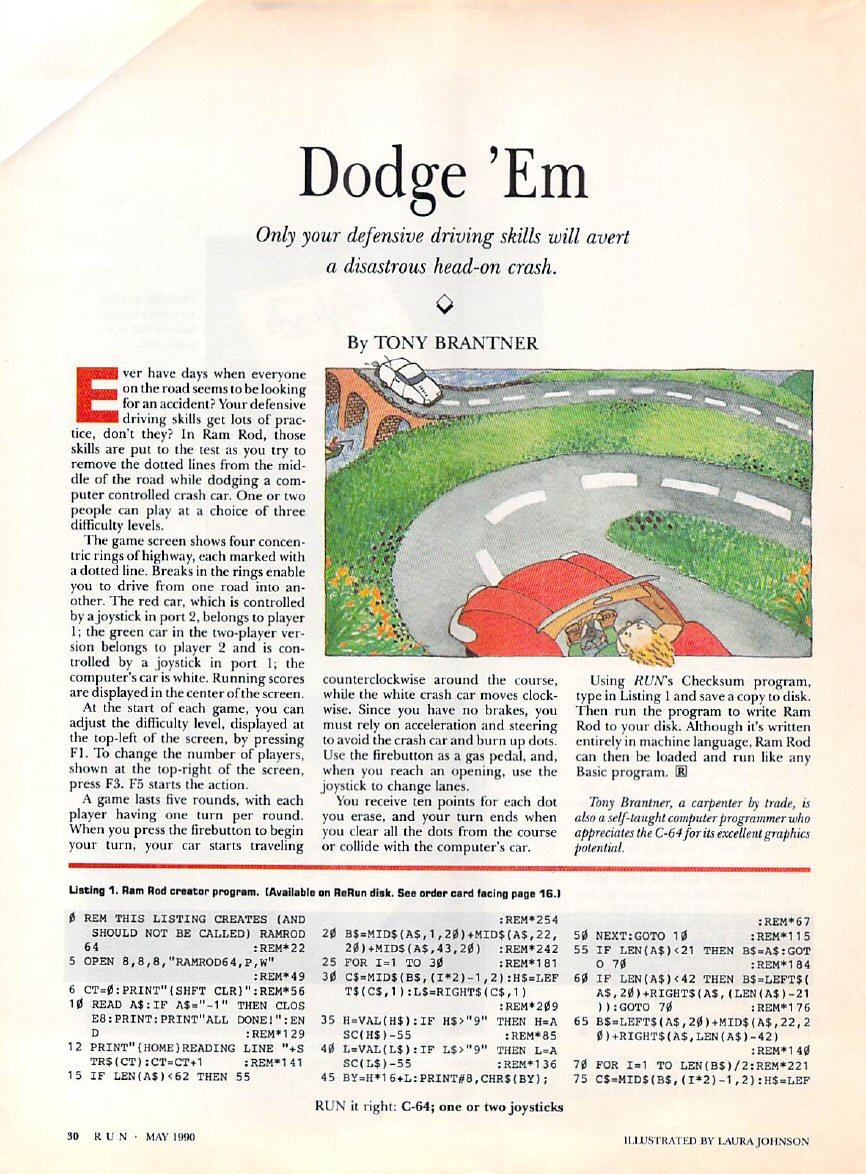 Dodge 'Em
Only your defensive driving skills will avert
a disastrous head-on crash.
By TONY BRANTNER
Ever have days when everyone
on the road seems to be looking
for an accident? Your defensive
driving skills get lots of prac-
tice, don't they? In Ram Rod, those
skills are put to the test as you try to
remove the dotted lines from the mid-
dle of the road while dodging a com-
puter controlled crash car. One or two
people can play at a choice of three
difficulty levels.
The game screen shows four concen-
tric rings of highway, each marked with
a dotted line. Breaks in the rings enable
you to drive from one road into an-
other. The red car, which is controlled
by a joystick in port 2, belongs to player
1; the green car in the two-player ver-
sion belongs to player 2 and is con-
trolled by a joystick in port 1; the
computer's car is white. Running scores
are displayed in the center of the screen.
At the start of each game, you can
adjust the difficulty level, displayed at
the top-left of the screen, by pressing
F1. To change the number of players,
shown at the top-right of the screen,
press F3. F5 starts the action.
A game lasts five rounds, with each
player having one turn per round.
When you press the firebutton to begin
your turn, your car starts traveling
counterclockwise around the course,
while the white crash car moves clock-
wise. Since you have no brakes, you
must rely on acceleration and steering
to avoid the crash car and burn up dots.
Use the firebutton as a gas pedal, and,
when you reach an opening, use the
joystick to change lanes.
You receive ten points for each dot
you erase, and your turn ends when
you clear all the dots from the course
or collide with the computer's car.
Using RUN's Checksum program,
type in Listing 1 and save a copy to disk.
Then run the program to write Ram
Rod to your disk. Although it's written
entirely in machine language, Ram Rod
can then be loaded and run like any
Basic program. R
Tony Brantner, a carpenter by trade, is
also a self-taught computer programmer who
appreciates the C-64 for its excellent graphics
potential.
Listing 1. Ram Rod creator program. (Available on ReRun disk. See order card facing page 16.)
0 REM THIS LISTING CREATES (AND
SHOULD NOT BE CALLED) RAMROD
64 :REM*22
5 OPEN 8,8,8,"RAMROD64,P,W"
:REM*49
6 CT=0:PRINT"{SHFT CLR}":REM*56
10 READ A$:IF A$="-1" THEN CLOS
E8:PRINT:PRINT"ALL DONE!":EN
D :REM*129
12 PRINT"{HOME}READING LINE "+S
TR$(CT):CT=CT+1 :REM*141
15 IF LEN(A$)<62 THEN 55
:REM*254
20 B$=MID$(A$,1,20)+MID$(A$,22,
20)+MID$(A$,43,20) :REM*242
25 FOR I=1 TO 30 :REM*181
30 C$=MID$(B$,(I*2)-1,2):H$=LEF
T$(C$,1):L$=RIGHT$(C$,1)
:REM*209
35 H=VAL(H$):IF H$>"9" THEN H=A
SC(H$)-55 :REM*85
40 L=VAL(L$):IF L$>"9" THEN L=A
SC(L$)-55 :REM*136
45 BY=H*16+L:PRINT#8,CHR$(BY);
:REM*67
50 NEXT:GOTO 10 :REM*115
55 IF LEN(A$)<21 THEN B$=A$:GOT
O 70 :REM*184
60 IF LEN(A$)<42 THEN B$=LEFT$(
A$,20)+RIGHT$(A$,(LEN(A$)-21
)):GOTO 70 :REM*176
65 B$=LEFT$(A$,20)+MID$(A$,22,2
0)+RIGHT$(A$,LEN(A$)-42)
:REM*140
70 FOR I=1 TO LEN(B$)/2:REM*221
75 C$=MID$(B$,(I*2)-1,2):H$=LEF
RUN it right: C-64; one or two joysticks
30 RUN · MAY 1990
ILLUSTRATED BY LAURA JOHNSON